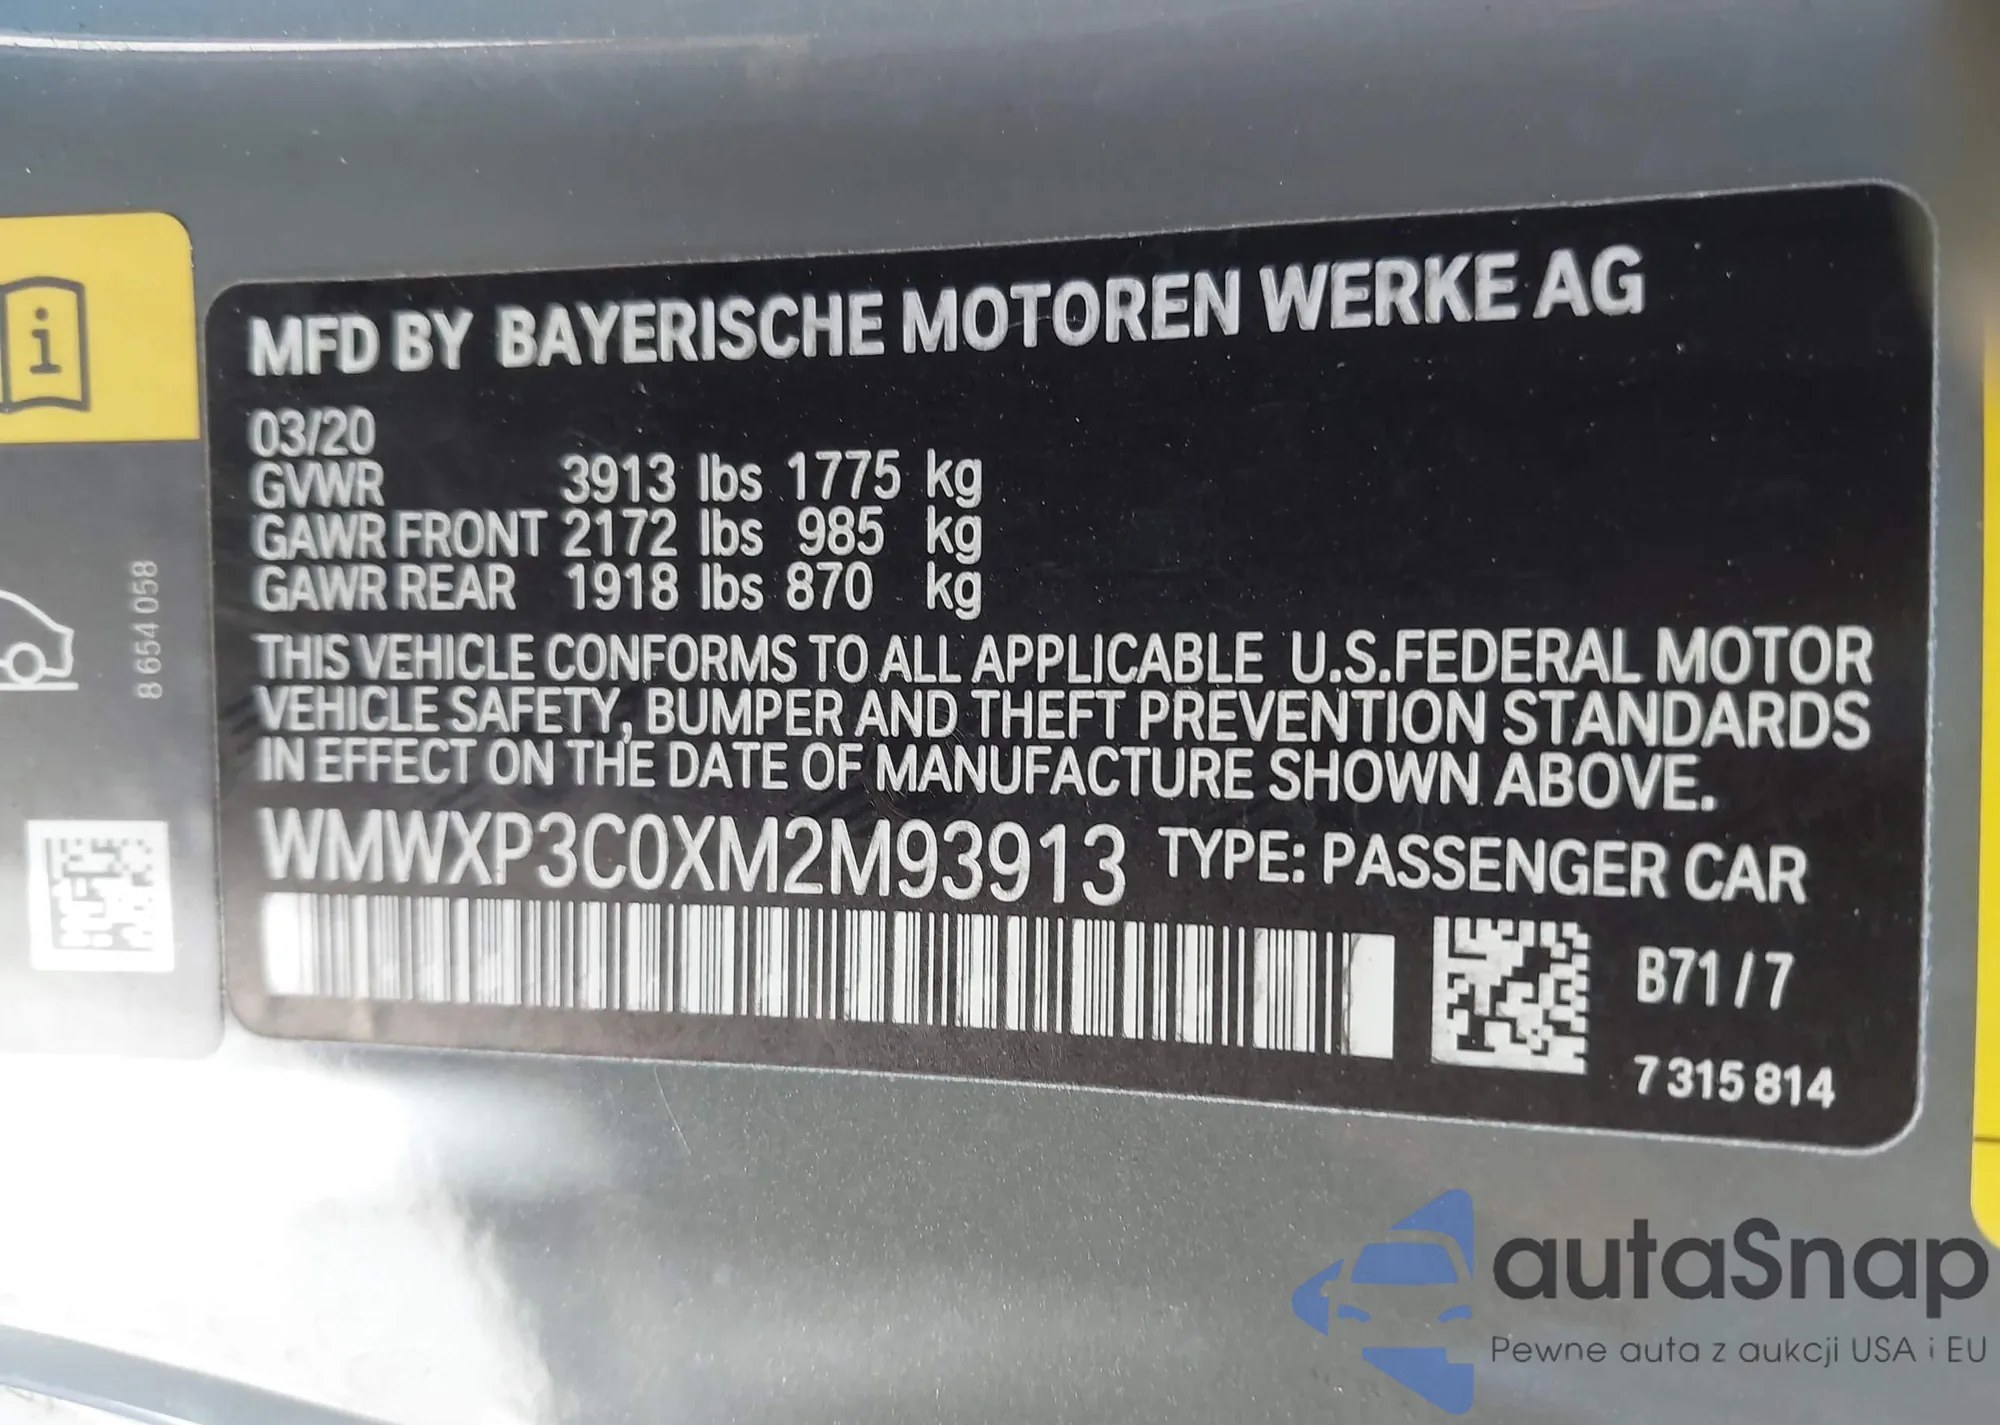 MFD BY BAYERISCHE MOTOREN WERKE AG
03/20
GVWR 3913 lbs 1775 kg
GAWR FRONT 2172 lbs 985 kg
GAWR REAR 1918 lbs 870 kg
THIS VEHICLE CONFORMS TO ALL APPLICABLE U.S.FEDERAL MOTOR
VEHICLE SAFETY, BUMPER AND THEFT PREVENTION STANDARDS
IN EFFECT ON THE DATE OF MANUFACTURE SHOWN ABOVE.
WMWXP3C0XM2M93913 TYPE: PASSENGER CAR
B71/7
7 315 814
i
8 654 058
autaSnap
Pewne auta z aukcji USA i EU